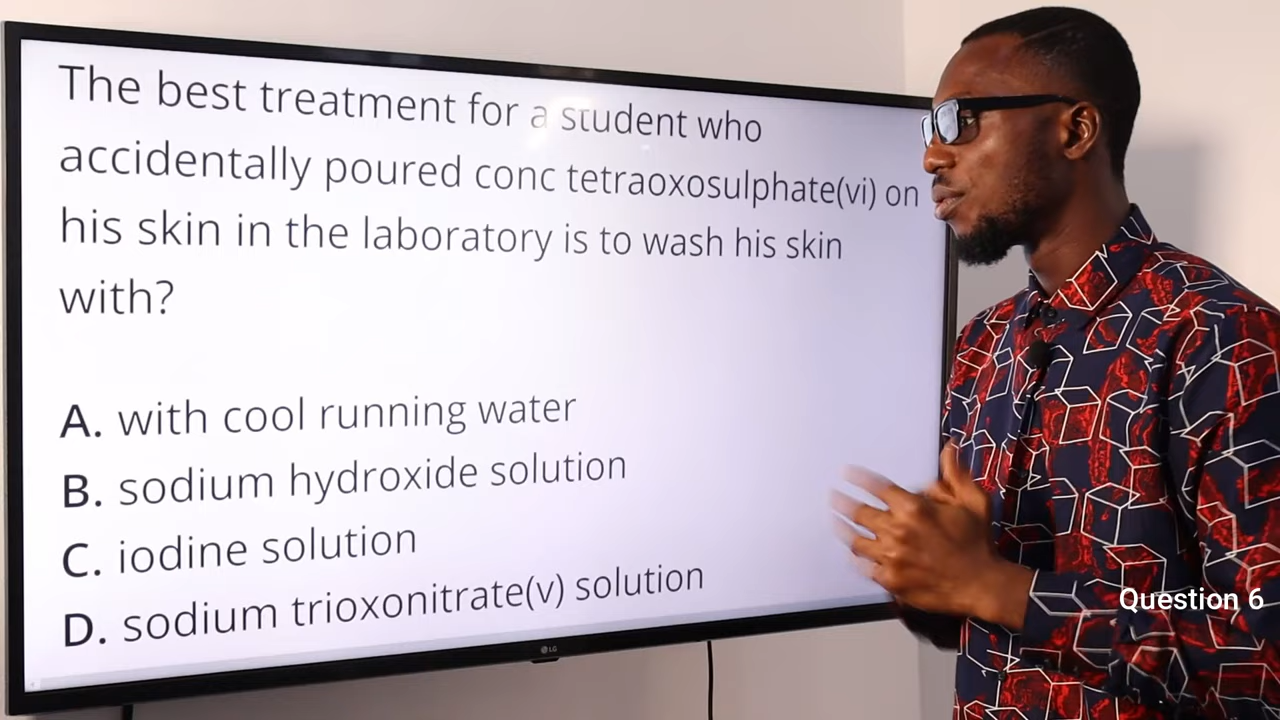 The best treatment for a student who
accidentally poured conc tetraoxosulphate(vi) on
his skin in the laboratory is to wash his skin
with?
A. with cool running water
B. sodium hydroxide solution
C. iodine solution
D. sodium trioxonitrate(v) solution
LG
Question 6